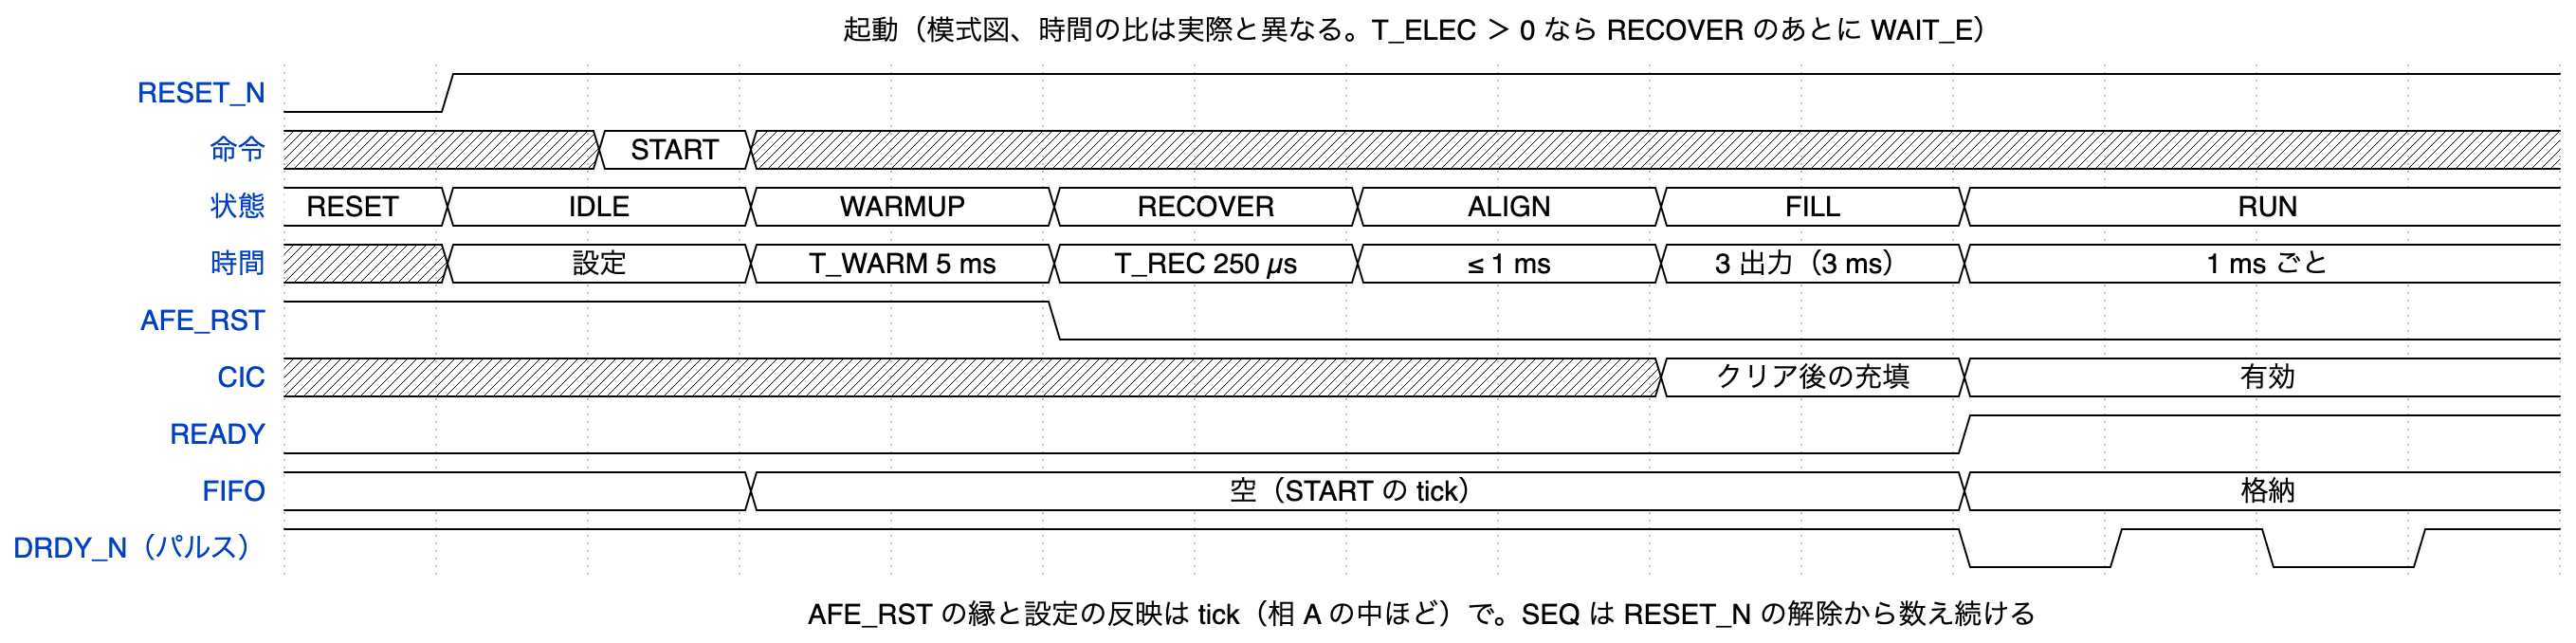 起動（模式図、時間の比は実際と異なる。T_ELEC > 0 なら RECOVER のあとに WAIT_E）
RESET_N
命令 START
状態 RESET IDLE WARMUP RECOVER ALIGN FILL RUN
時間 設定 T_WARM 5 ms T_REC 250 µs ≤ 1 ms 3 出力（3 ms） 1 ms ごと
AFE_RST
CIC クリア後の充填 有効
READY
FIFO 空（START の tick） 格納
DRDY_N（パルス）
AFE_RST の縁と設定の反映は tick（相 A の中ほど）で。SEQ は RESET_N の解除から数え続ける